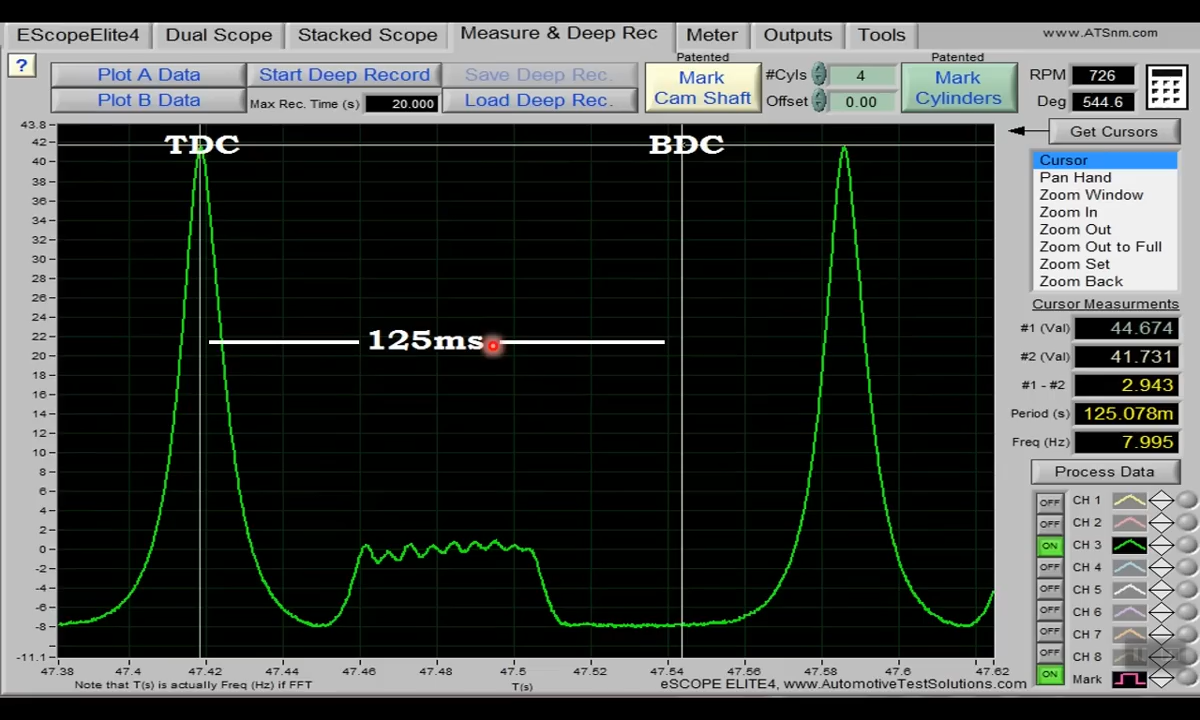 EScopeElite4 Dual Scope Stacked Scope Measure & Deep Rec Meter Outputs Tools www.ATSnm.com
? Plot A Data Start Deep Record Save Deep Rec. Patented Mark Cam Shaft #Cyls 4 Patented Mark Cylinders RPM 726
Plot B Data Max Rec. Time (s) 20.000 Load Deep Rec. Offset 0.00 Deg 544.6
Get Cursors
Cursor
Pan Hand
Zoom Window
Zoom In
Zoom Out
Zoom Out to Full
Zoom Set
Zoom Back
Cursor Measurments
#1 (Val) 44.674
#2 (Val) 41.731
#1 - #2 2.943
Period (s) 125.078m
Freq (Hz) 7.995
Process Data
OFF CH 1
OFF CH 2
ON CH 3
OFF CH 4
OFF CH 5
OFF CH 6
OFF CH 7
OFF CH 8
ON Mark
TDC BDC
125ms
43.8
42
40
38
36
34
32
30
28
26
24
22
20
18
16
14
12
10
8
6
4
2
0
-2
-4
-6
-8
-11.1
47.38 47.4 47.42 47.44 47.46 47.48 47.5 47.52 47.54 47.56 47.58 47.6 47.62
Note that T(s) is actually Freq (Hz) if FFT T(s) eSCOPE ELITE4, www.AutomotiveTestSolutions.com